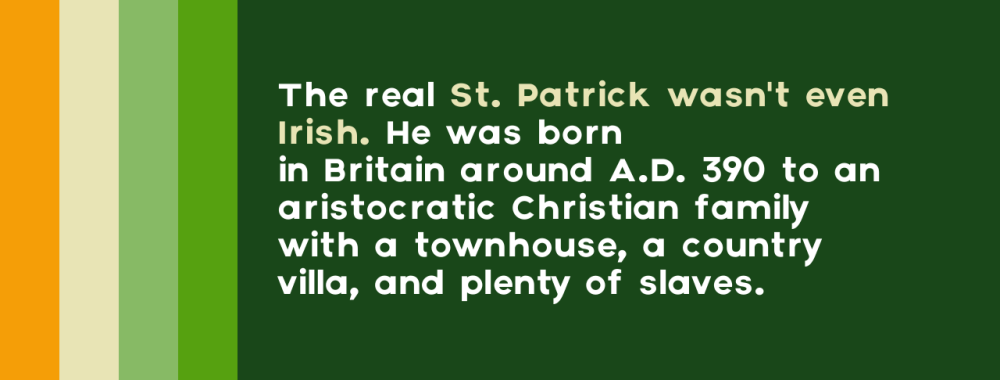 The real St. Patrick wasn't even
Irish. He was born
in Britain around A.D. 390 to an
aristocratic Christian family
with a townhouse, a country
villa, and plenty of slaves.